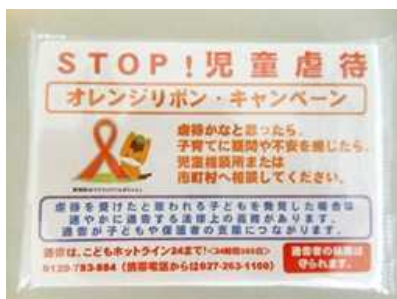 STOP!児童虐待
オレンジリボン・キャンペーン
虐待かなと思ったら、
子育てに疑問や不安を感じたら、
児童相談所または
市町村へ相談してください。
虐待を受けたと思われる子どもを発見した場合は
速やかに通告する法律上の義務があります。
通告が子どもや保護者の支援につながります。
通告は、こどもホットライン24まで!<24時間365日>
0120-783-884(携帯電話からは027-263-1100)
通告者の秘密は
守られます。